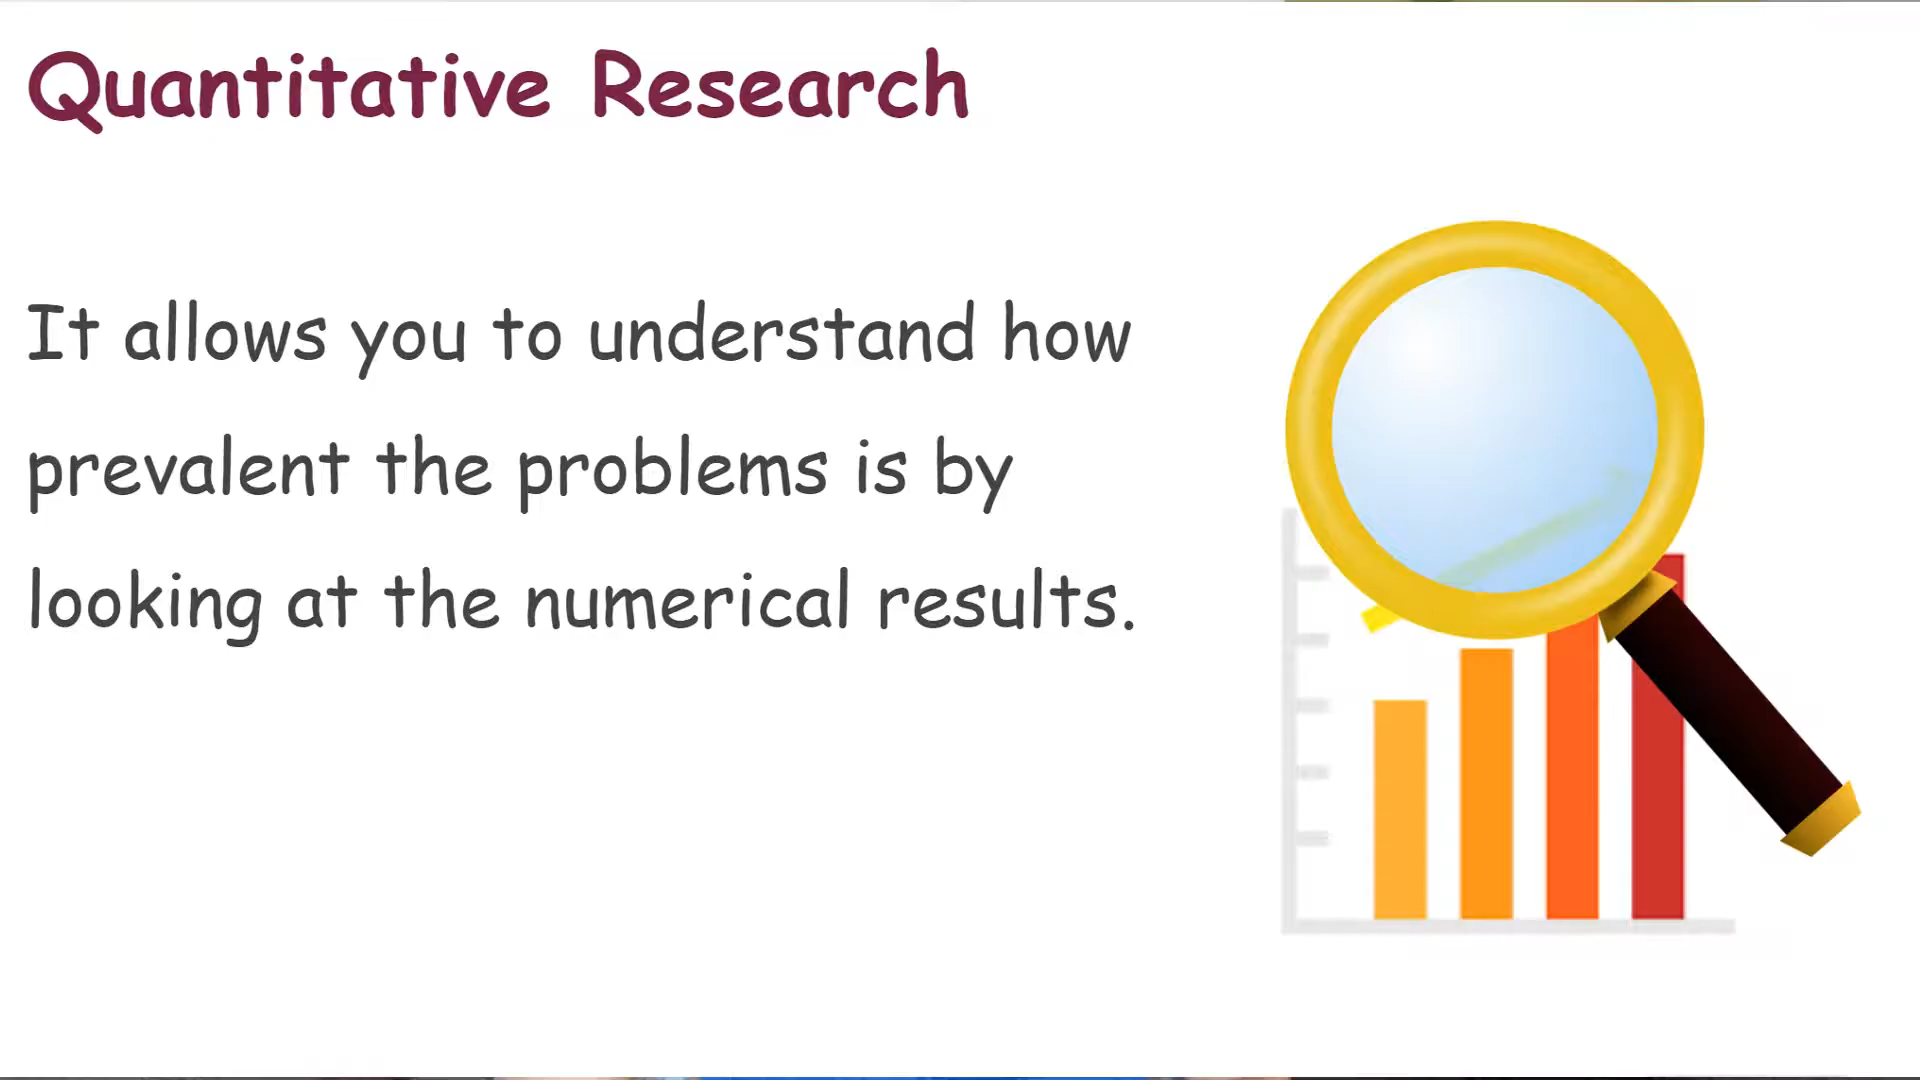 Quantitative Research
It allows you to understand how
prevalent the problems is by
looking at the numerical results.